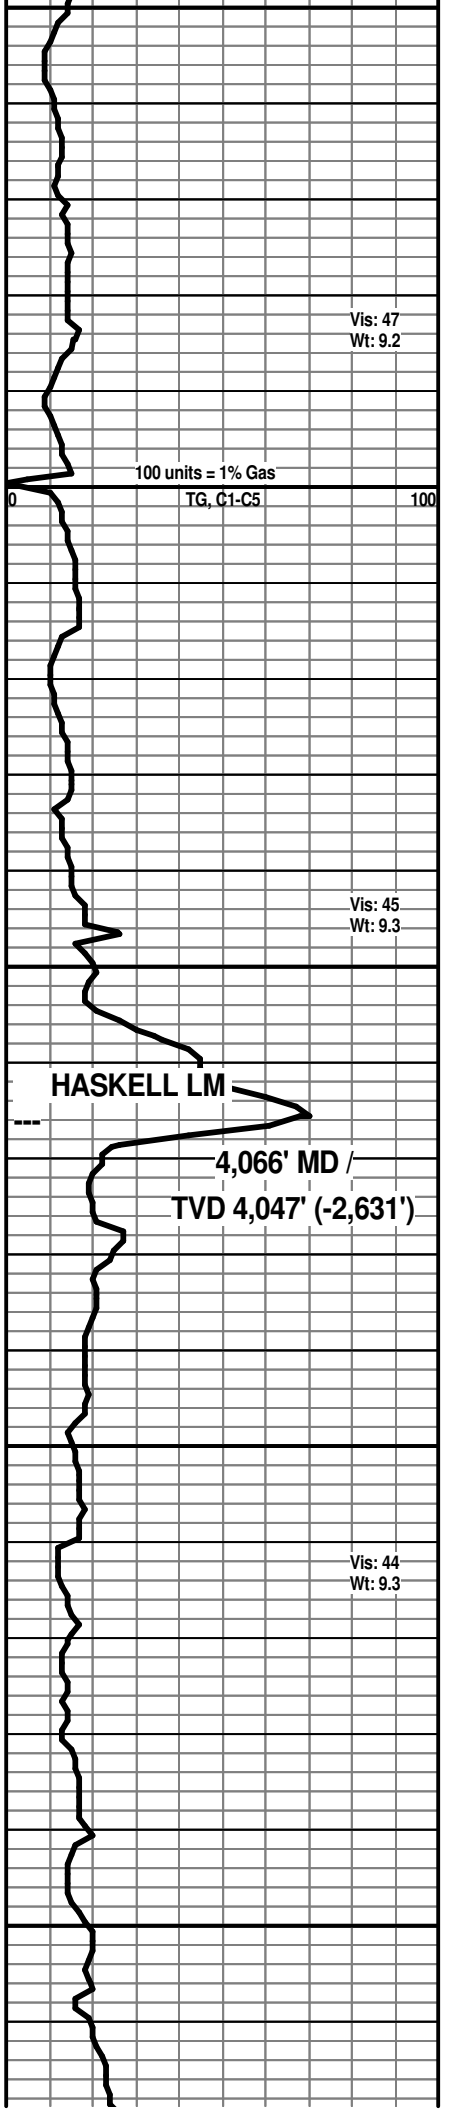 Vis: 47
Wt: 9.2
100 units = 1% Gas
0 TG, C1-C5 100
Vis: 45
Wt: 9.3
HASKELL LM
---
4,066' MD /
TVD 4,047' (-2,631')
Vis: 44
Wt: 9.3